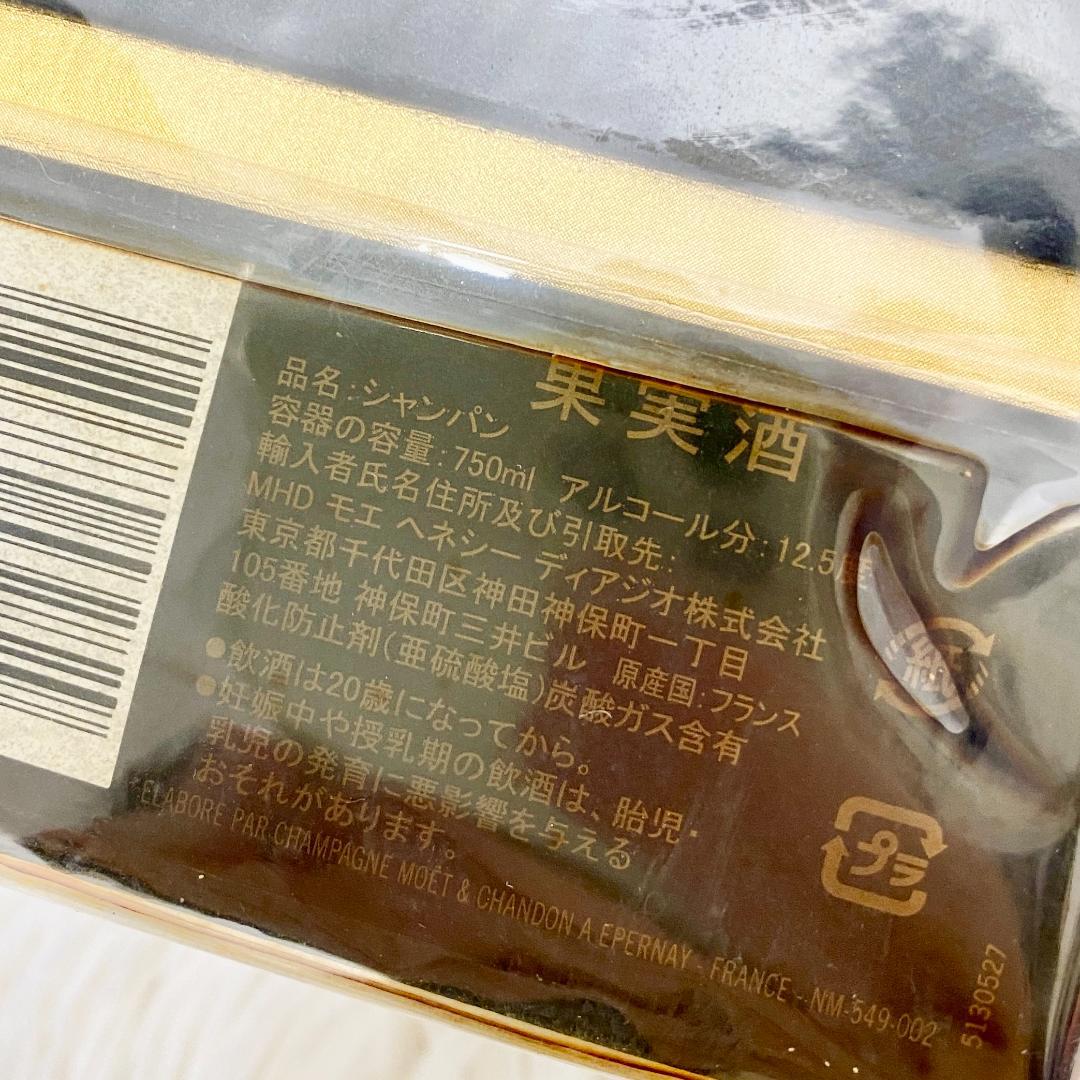 果実酒
品名:シャンパン
容器の容量:750ml アルコール分:12.5
輸入者氏名住所及び引取先:
MHD モエ ヘネシー ディアジオ株式会社
東京都千代田区神田神保町一丁目
105番地 神保町三井ビル 原産国:フランス
酸化防止剤(亜硫酸塩)炭酸ガス含有
●飲酒は20歳になってから。
●妊娠中や授乳期の飲酒は、胎児・
乳児の発育に悪影響を与える
おそれがあります。
ELABORÉ PAR CHAMPAGNE MOËT & CHANDON A EPERNAY - FRANCE - NM-549-002
紙
プラ
5130527